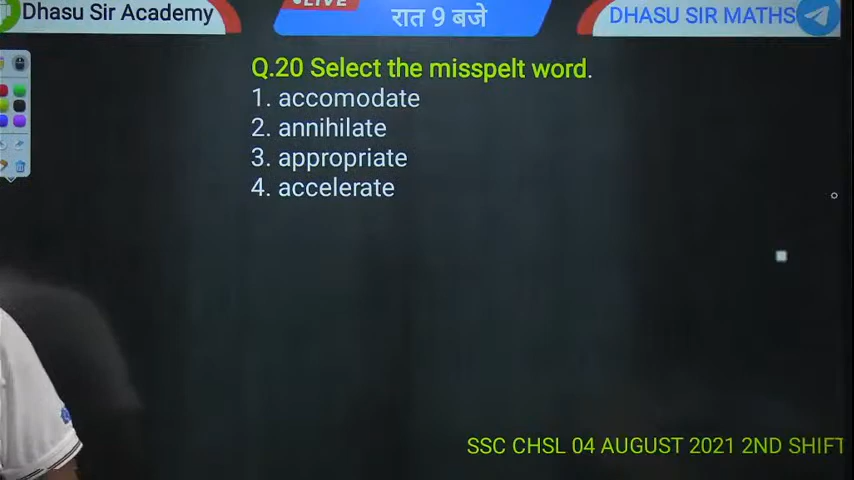 Dhasu Sir Academy
LIVE
रात 9 बजे
DHASU SIR MATHS
Q.20 Select the misspelt word.
1. accomodate
2. annihilate
3. appropriate
4. accelerate
SSC CHSL 04 AUGUST 2021 2ND SHIFT